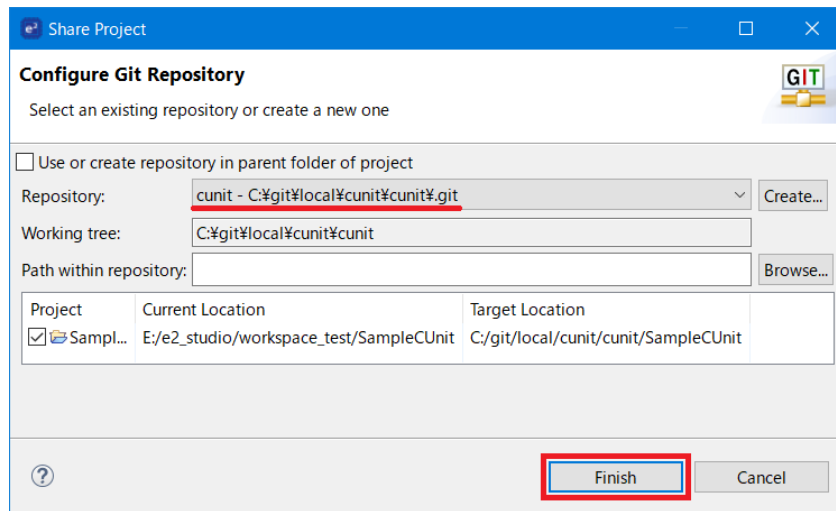 e² Share Project
Configure Git Repository
GIT
Select an existing repository or create a new one
Use or create repository in parent folder of project
Repository: cunit - C:¥git¥local¥cunit¥cunit¥.git Create...
Working tree: C:¥git¥local¥cunit¥cunit
Path within repository: Browse...
Project Current Location Target Location
Sampl... E:/e2_studio/workspace_test/SampleCUnit C:/git/local/cunit/cunit/SampleCUnit
? Finish Cancel